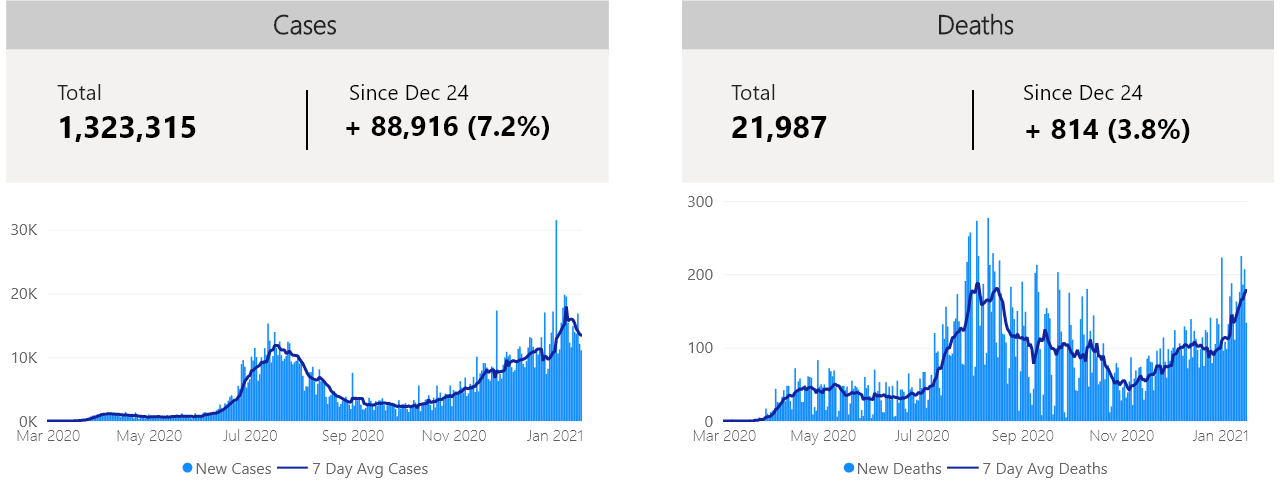 Cases
Total
1,323,315
Since Dec 24
+ 88,916 (7.2%)
30K
20K
10K
0K
Mar 2020 May 2020 Jul 2020 Sep 2020 Nov 2020 Jan 2021
New Cases 7 Day Avg Cases
Deaths
Total
21,987
Since Dec 24
+ 814 (3.8%)
300
200
100
0
Mar 2020 May 2020 Jul 2020 Sep 2020 Nov 2020 Jan 2021
New Deaths 7 Day Avg Deaths